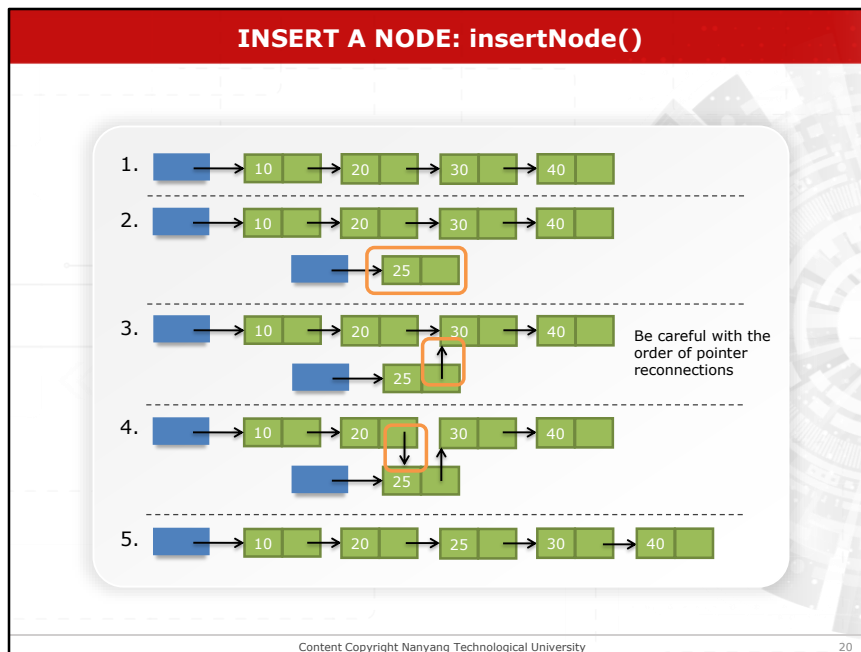 INSERT A NODE: insertNode()
1. 10 20 30 40
2. 10 20 30 40
25
3. 10 20 30 40
Be careful with the
order of pointer
reconnections
25
4. 10 20 30 40
25
5. 10 20 25 30 40
Content Copyright Nanyang Technological University 20